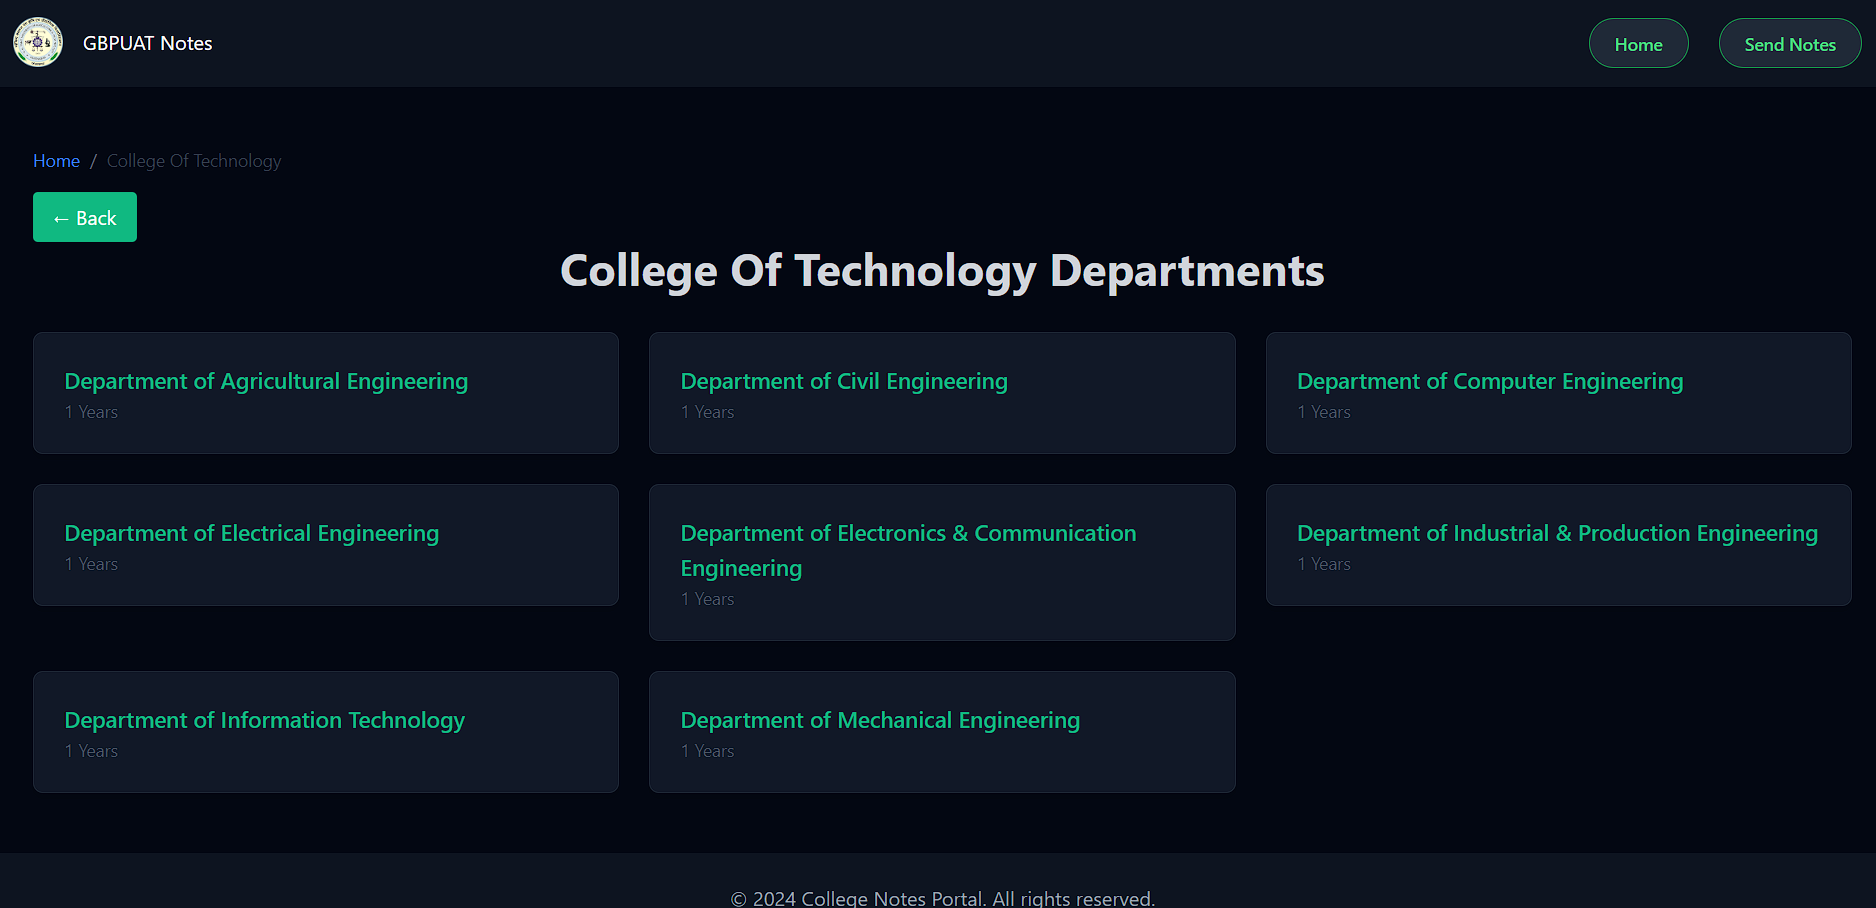 GBPUAT Notes
Home
Send Notes
Home / College Of Technology
← Back
College Of Technology Departments
Department of Agricultural Engineering
1 Years
Department of Civil Engineering
1 Years
Department of Computer Engineering
1 Years
Department of Electrical Engineering
1 Years
Department of Electronics & Communication
Engineering
1 Years
Department of Industrial & Production Engineering
1 Years
Department of Information Technology
1 Years
Department of Mechanical Engineering
1 Years
© 2024 College Notes Portal. All rights reserved.